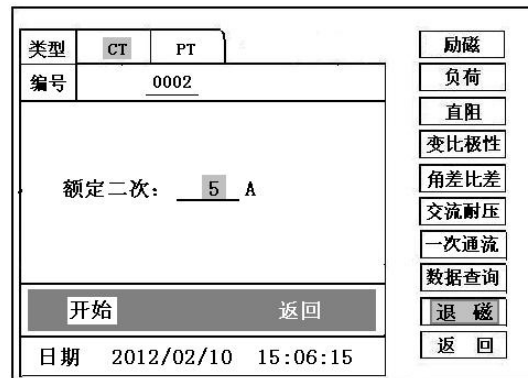 类型 CT PT
编号 0002
额定二次： 5 A
开始 返回
日期 2012/02/10 15:06:15
励磁
负荷
直阻
变比极性
角差比差
交流耐压
一次通流
数据查询
退 磁
返 回